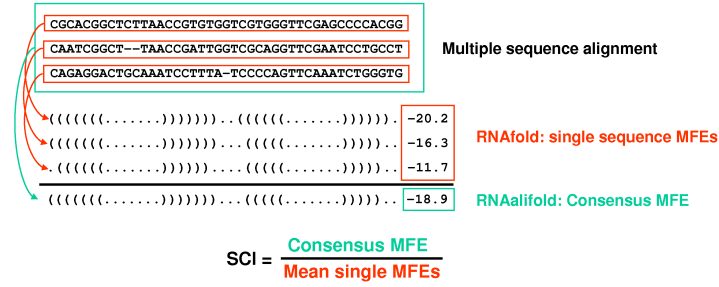 CGCACGGCTCTTAACCGTGTGGTCGTGGGTTCGAGCCCCACGG
CAATCGGCT--TAACCGATTGGTCGCAGGTTCGAATCCTGCCT
CAGAGGACTGCAAATCCTTTA-TCCCCAGTTCAAATCTGGGTG
Multiple sequence alignment
(((((((.......)))))))..((((((.......)))))). -20.2
(((((((.......)))))))..(((((.......))))).. -16.3
.((((((.......))))))...(((((.......))))).. -11.7
RNAfold: single sequence MFEs
(((((((.......)))))))..(((((.......))))).. -18.9
RNAalifold: Consensus MFE
SCI =
Consensus MFE
Mean single MFEs